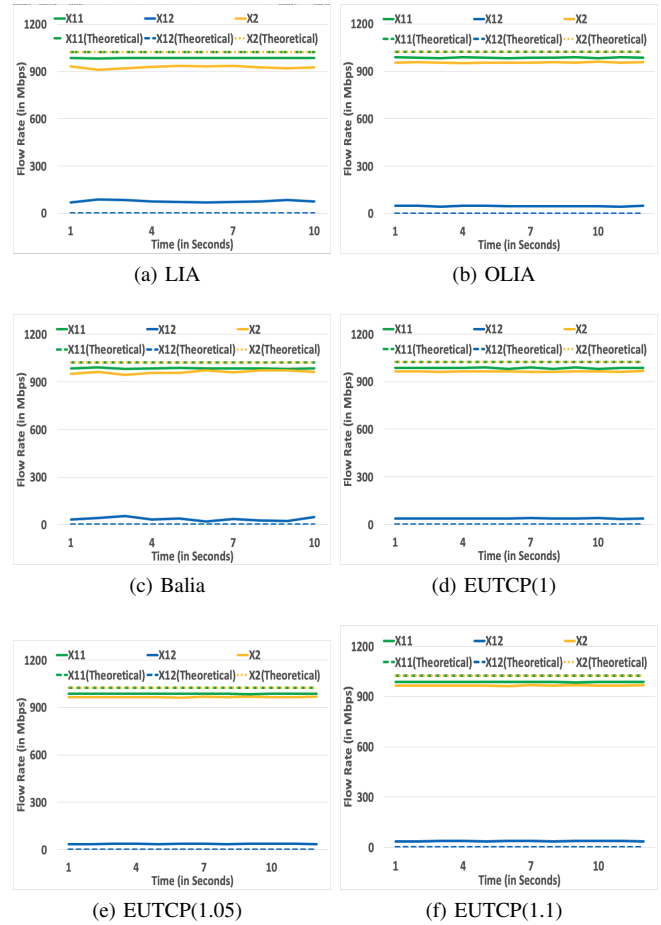 X11 X12 X2
X11(Theoretical) X12(Theoretical) X2(Theoretical)
1200
900
600
300
0
Flow Rate (in Mbps)
1 4 7 10
Time (in Seconds)
(a) LIA
X11 X12 X2
X11(Theoretical) X12(Theoretical) X2(Theoretical)
1200
900
600
300
0
Flow Rate (in Mbps)
1 4 7 10
Time (in Seconds)
(b) OLIA
X11 X12 X2
X11(Theoretical) X12(Theoretical) X2(Theoretical)
1200
900
600
300
0
Flow Rate (in Mbps)
1 4 7 10
Time (in Seconds)
(c) Balia
X11 X12 X2
X11(Theoretical) X12(Theoretical) X2(Theoretical)
1200
900
600
300
0
Flow Rate (in Mbps)
1 4 7 10
Time (in Seconds)
(d) EUTCP(1)
X11 X12 X2
X11(Theoretical) X12(Theoretical) X2(Theoretical)
1200
900
600
300
0
Flow Rate (in Mbps)
1 4 7 10
Time (in Seconds)
(e) EUTCP(1.05)
X11 X12 X2
X11(Theoretical) X12(Theoretical) X2(Theoretical)
1200
900
600
300
0
Flow Rate (in Mbps)
1 4 7 10
Time (in Seconds)
(f) EUTCP(1.1)